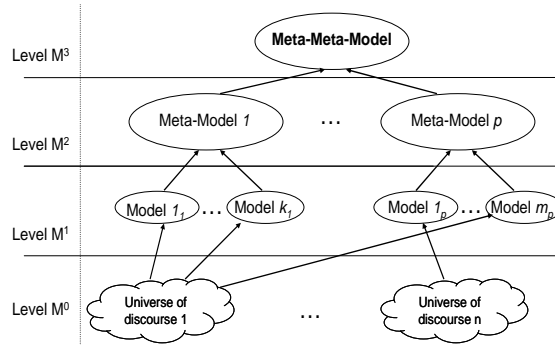 Level M³
Meta-Meta-Model
Level M²
Meta-Model 1
...
Meta-Model p
Level M¹
Model 1₁
...
Model k₁
Model 1ₚ
...
Model mₚ
Level M⁰
Universe of
discourse 1
...
Universe of
discourse n